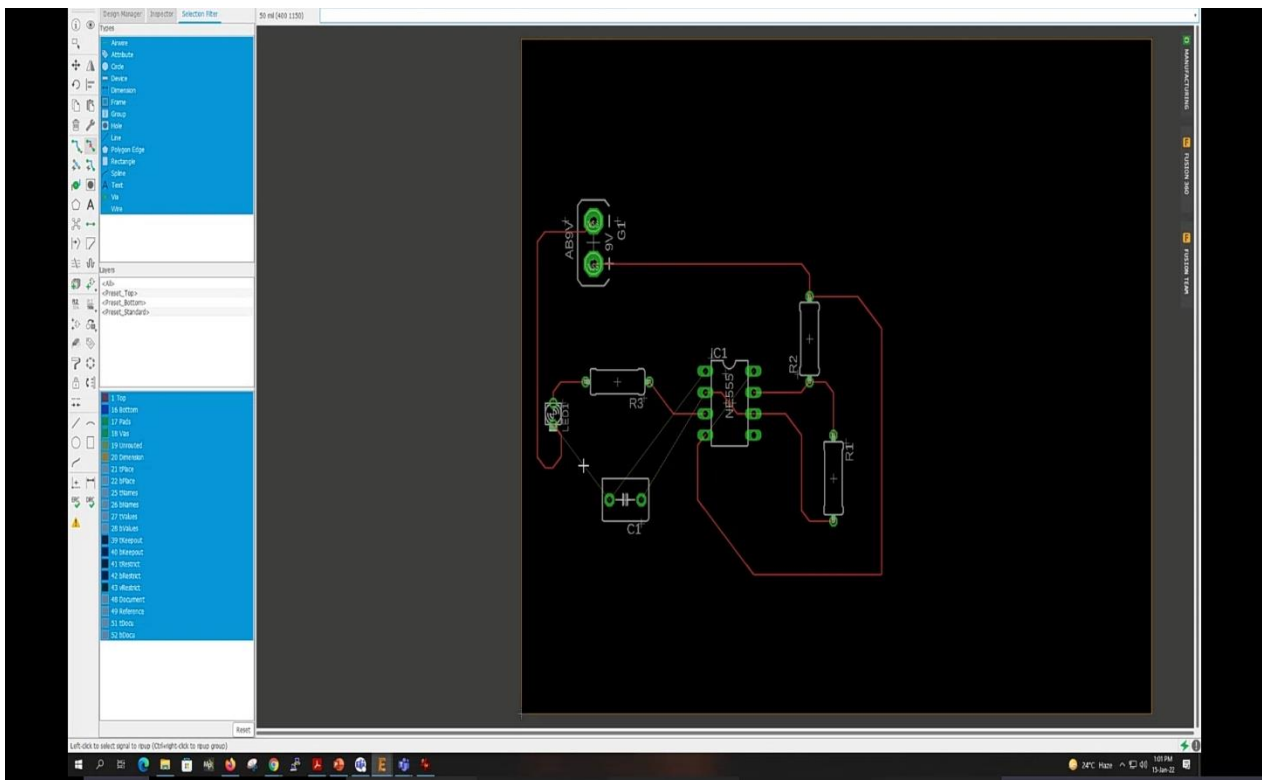 Design Manager Inspector Selection Filter
50 mil (400 1150)
Types
Airwire
Attribute
Circle
Device
Dimension
Frame
Group
Hole
Line
Polygon Edge
Rectangle
Spline
Text
Via
Wire
Layers
<All>
<Preset_Top>
<Preset_Bottom>
<Preset_Standard>
1 Top
16 Bottom
17 Pads
18 Vias
19 Unrouted
20 Dimension
21 tPlace
22 bPlace
25 tNames
26 bNames
27 tValues
28 bValues
39 tKeepout
40 bKeepout
41 tRestrict
42 bRestrict
43 vRestrict
48 Document
49 Reference
51 tDocu
52 bDocu
Reset
AB9V
9V
G1
IC1
NE555
R2
R3
LED1
R1
C1
MANUFACTURING
FUSION 360
FUSION TEAM
Left-click to select signal to ripup (Ctrl+right-click to ripup group)
24°C Haze
1:01 PM
15-Jan-22